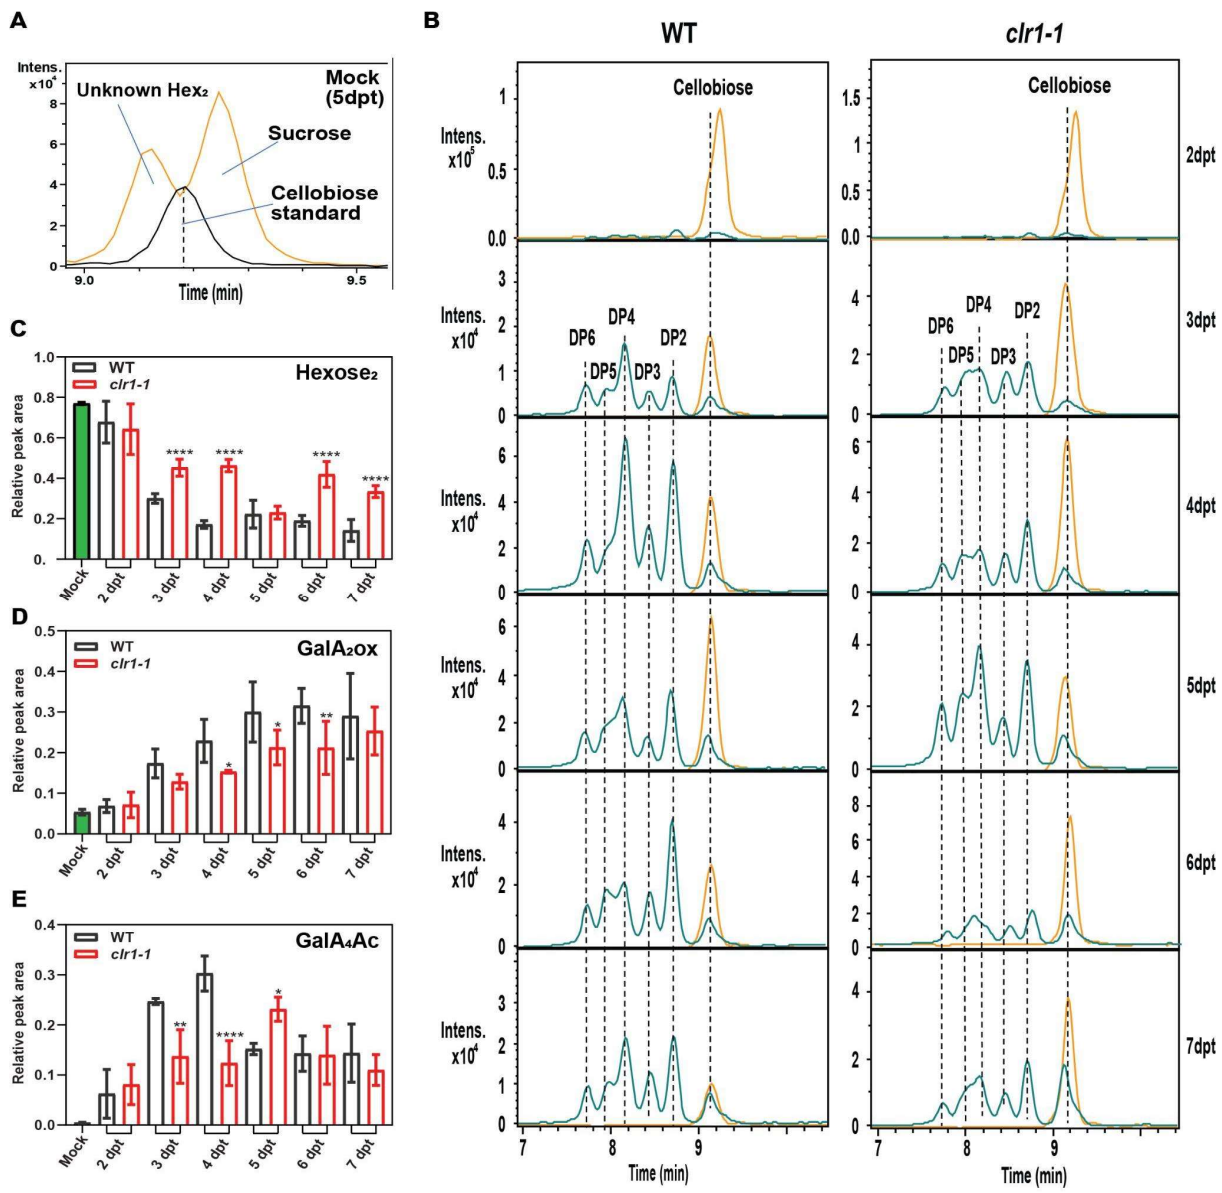 A
Intens.
x10⁴
8
6
4
2
0
Unknown Hex₂
Mock
(5dpt)
Sucrose
Cellobiose
standard
9.0
9.5
Time (min)
B
WT
clr1-1
Intens.
x10⁵
1
0.5
0.0
Cellobiose
1.5
1.0
0.5
0.0
Cellobiose
2dpt
Intens.
x10⁴
3
2
1
0
DP6
DP5
DP4
DP3
DP2
4
2
0
DP6
DP5
DP4
DP3
DP2
3dpt
Intens.
x10⁴
6
4
2
0
6
4
2
0
4dpt
Intens.
x10⁴
6
4
2
0
4
2
0
5dpt
Intens.
x10⁴
4
2
0
8
6
4
2
0
6dpt
Intens.
x10⁴
3
2
1
0
4
2
0
7dpt
7
8
9
Time (min)
7
8
9
Time (min)
C
Relative peak area
1.0
0.8
0.6
0.4
0.2
0.
WT
clr1-1
Hexose₂
****
****
****
****
Mock
2 dpt
3 dpt
4 dpt
5 dpt
6 dpt
7 dpt
D
Relative peak area
0.5
0.4
0.3
0.2
0.1
0.0
WT
clr1-1
GalA₂ox
*
*
**
Mock
2 dpt
3 dpt
4 dpt
5 dpt
6 dpt
7 dpt
E
Relative peak area
0.4
0.3
0.2
0.1
0.0
WT
clr1-1
GalA₄Ac
**
****
*
Mock
2 dpt
3 dpt
4 dpt
5 dpt
6 dpt
7 dpt